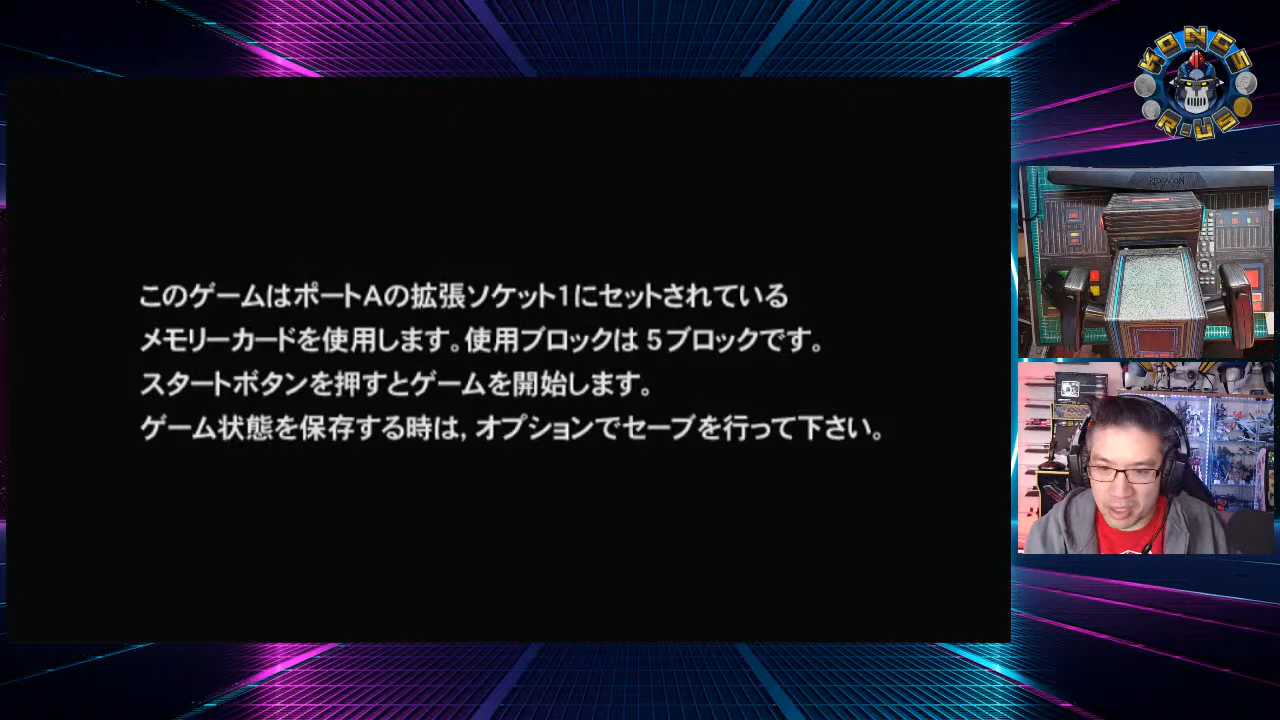 KONGS
R-US
このゲームはポートAの拡張ソケット1にセットされている
メモリーカードを使用します。使用ブロックは 5ブロックです。
スタートボタンを押すとゲームを開始します。
ゲーム状態を保存する時は, オプションでセーブを行って下さい。